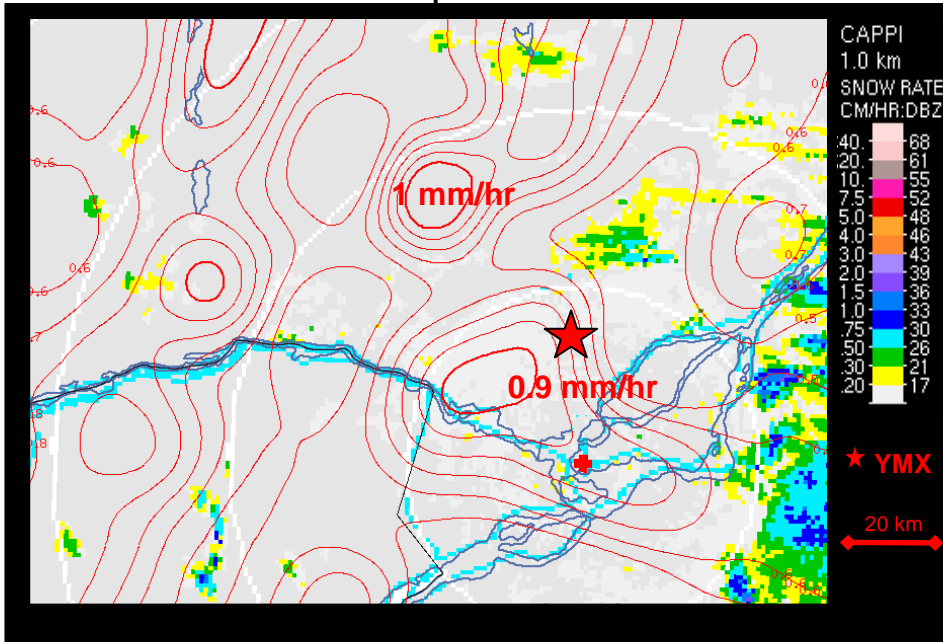 CAPPI
1.0 km
SNOW RATE
CM/HR:DBZ
40. 68
20. 61
10. 55
7.5 52
5.0 48
4.0 46
3.0 43
2.0 39
1.5 38
1.0 33
.75 30
.50 26
.30 21
.20 17
YMX
20 km
1 mm/hr
0.9 mm/hr
0.6
0.6
0.6
0.6
0.6
0.7
0.7
0.5